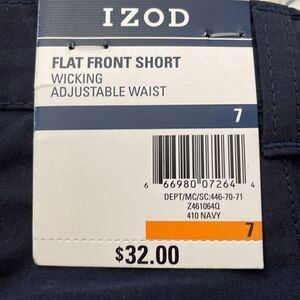 IZOD
FLAT FRONT SHORT
WICKING
ADJUSTABLE WAIST
7
6 66980 07264 4
DEPT/MC/SC:446-70-71
Z461064Q
410 NAVY
7
$32.00